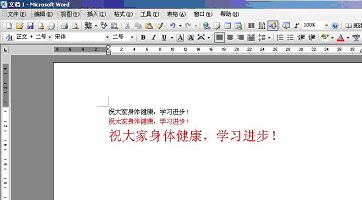 文档 1 - Microsoft Word
文件(F) 编辑(E) 视图(V) 插入(I) 格式(O) 工具(T) 表格(A) 窗口(W) 帮助(H)
100%
正文 + 二号 宋体 二号
祝大家身体健康，学习进步！
祝大家身体健康，学习进步！
祝大家身体健康，学习进步！